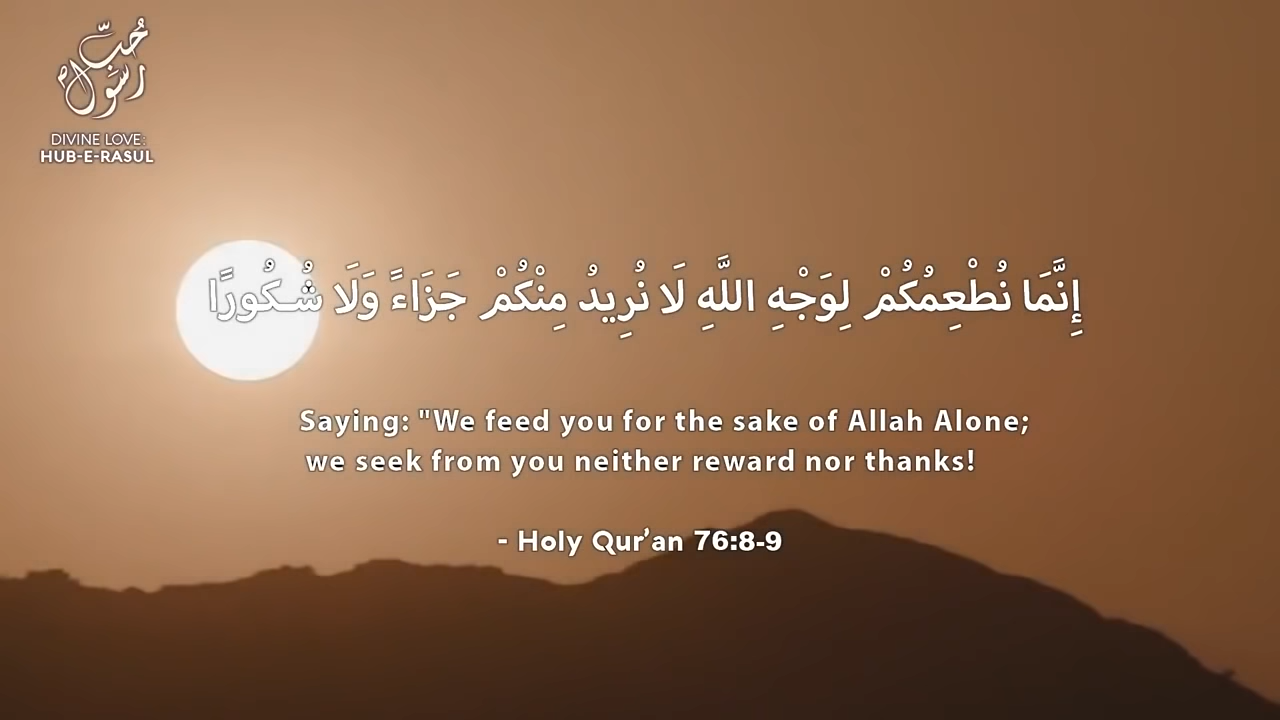 حُبِّ
رسول
DIVINE LOVE:
HUB-E-RASUL
إِنَّمَا نُطْعِمُكُمْ لِوَجْهِ اللَّهِ لَا نُرِيدُ مِنْكُمْ جَزَاءً وَلَا شُكُورًا
Saying: "We feed you for the sake of Allah Alone;
we seek from you neither reward nor thanks!
- Holy Qur’an 76:8-9